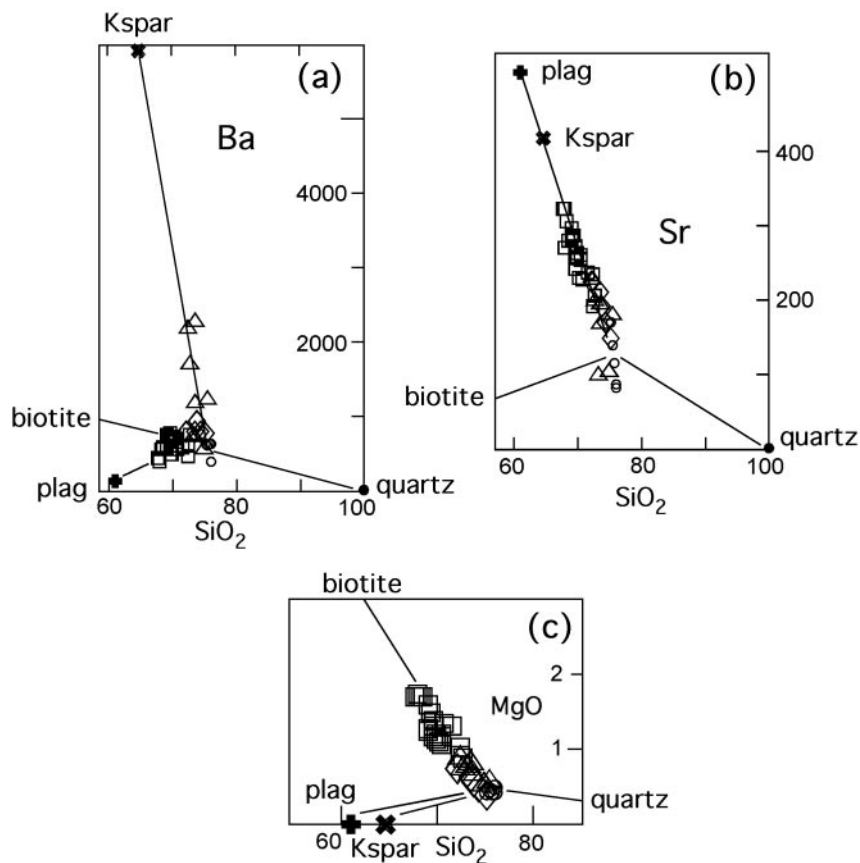 Kspar
(a)
Ba
4000
2000
biotite
plag
quartz
60
80
100
SiO2
(b)
plag
Kspar
Sr
400
200
biotite
quartz
60
80
100
SiO2
biotite
(c)
2
MgO
1
plag
quartz
60
Kspar
SiO2
80